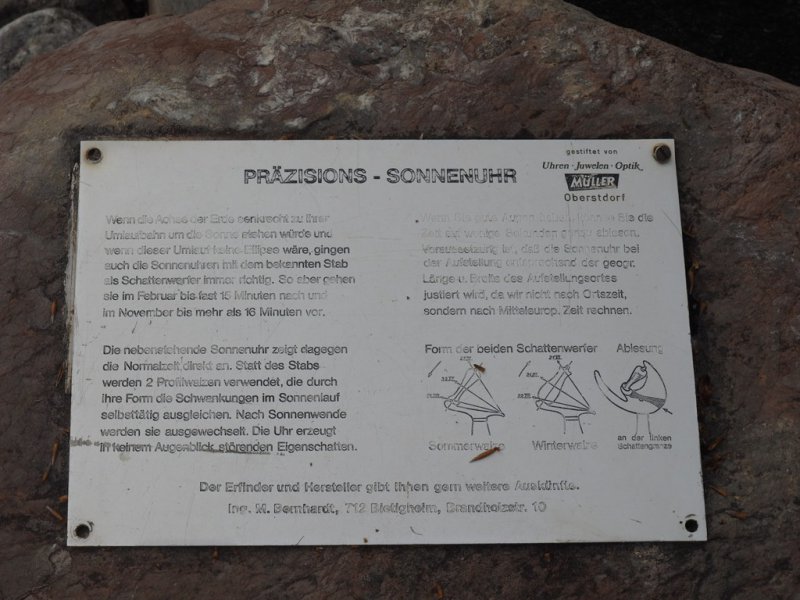 PRÄZISIONS - SONNENUHR
gestiftet von
Uhren · Juwelen · Optik
MÜLLER
Oberstdorf
Wenn die Achse der Erde senkrecht zu ihrer
Umlaufbahn um die Sonne stehen würde und
wenn dieser Umlauf keine Ellipse wäre, gingen
auch die Sonnenuhren mit dem bekannten Stab
als Schattenwerfer immer richtig. So aber gehen
sie im Februar bis fast 15 Minuten nach und
im November bis mehr als 16 Minuten vor.
Die nebenstehende Sonnenuhr zeigt dagegen
die Normalzeit direkt an. Statt des Stabs
werden 2 Profilwalzen verwendet, die durch
ihre Form die Schwankungen im Sonnenlauf
selbsttätig ausgleichen. Nach Sonnenwende
werden sie ausgewechselt. Die Uhr erzeugt
in keinem Augenblick störenden Eigenschatten.
Wenn Sie gute Augen haben, können Sie die
Zeit auf wenige Sekunden genau ablesen.
Voraussetzung ist, daß die Sonnenuhr bei
der Aufstellung entsprechend der geogr.
Länge u. Breite des Aufstellungsortes
justiert wird, da wir nicht nach Ortszeit,
sondern nach Mitteleurop. Zeit rechnen.
Form der beiden Schattenwerfer
Ablesung
Sommerwalze
Winterwalze
an der linken
Schattengrenze
Der Erfinder und Hersteller gibt Ihnen gern weitere Auskünfte.
Ing. M. Bernhardt, 712 Bietigheim, Brandholzstr. 10